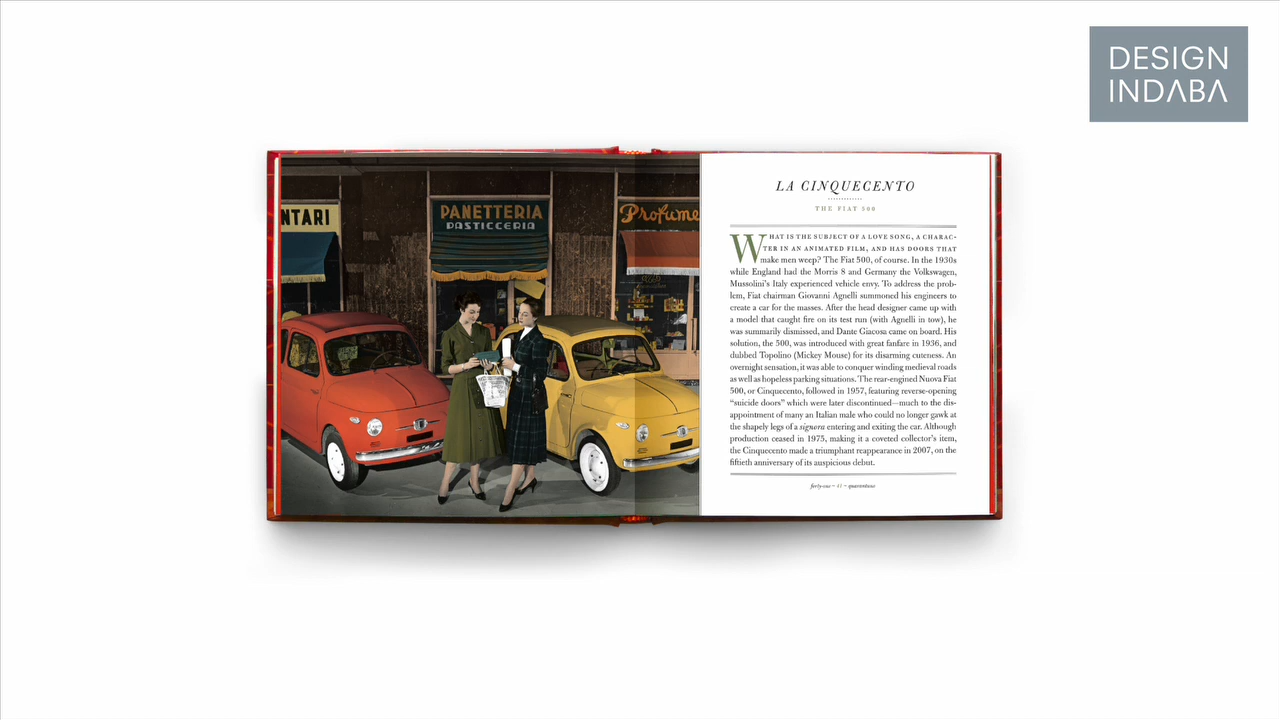 DESIGN
INDABA
NTARI
PANETTERIA
PASTICCERIA
Profume
LA CINQUECENTO
THE FIAT 500
WHAT IS THE SUBJECT OF A LOVE SONG, A CHARAC-
TER IN AN ANIMATED FILM, AND HAS DOORS THAT
make men weep? The Fiat 500, of course. In the 1930s
while England had the Morris 8 and Germany the Volkswagen,
Mussolini's Italy experienced vehicle envy. To address the prob-
lem, Fiat chairman Giovanni Agnelli summoned his engineers to
create a car for the masses. After the head designer came up with
a model that caught fire on its test run (with Agnelli in tow), he
was summarily dismissed, and Dante Giacosa came on board. His
solution, the 500, was introduced with great fanfare in 1936, and
dubbed Topolino (Mickey Mouse) for its disarming cuteness. An
overnight sensation, it was able to conquer winding medieval roads
as well as hopeless parking situations. The rear-engined Nuova Fiat
500, or Cinquecento, followed in 1957, featuring reverse-opening
“suicide doors” which were later discontinued—much to the dis-
appointment of many an Italian male who could no longer gawk at
the shapely legs of a signora entering and exiting the car. Although
production ceased in 1975, making it a coveted collector's item,
the Cinquecento made a triumphant reappearance in 2007, on the
fiftieth anniversary of its auspicious debut.
forty-one ~ 41 ~ quarantuno